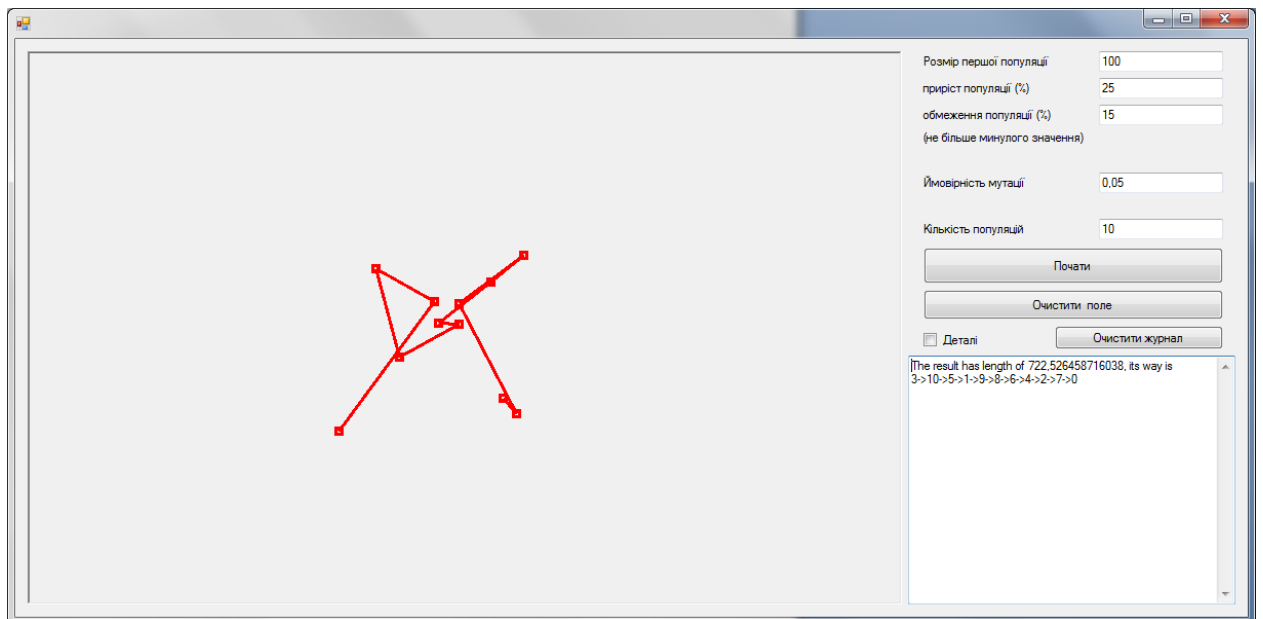 Розмір першої популяції 100
приріст популяції (%) 25
обмеження популяції (%) 15
(не більше минулого значення)
Ймовірність мутації 0,05
Кількість популяцій 10
Почати
Очистити поле
Деталі Очистити журнал
The result has length of 722,526458716038, its way is
3->10->5->1->9->8->6->4->2->7->0